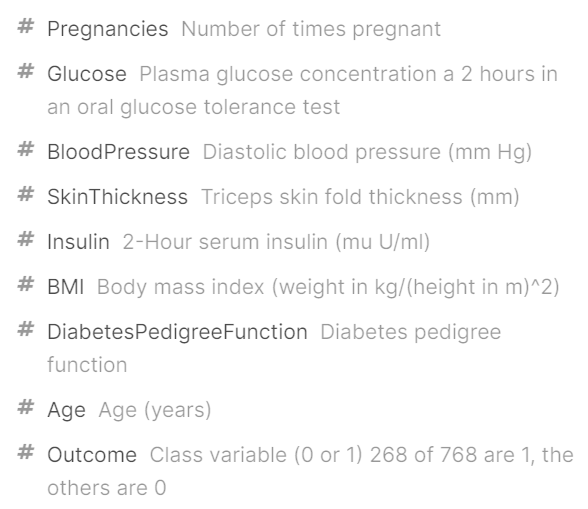 # Pregnancies Number of times pregnant
# Glucose Plasma glucose concentration a 2 hours in
an oral glucose tolerance test
# BloodPressure Diastolic blood pressure (mm Hg)
# SkinThickness Triceps skin fold thickness (mm)
# Insulin 2-Hour serum insulin (mu U/ml)
# BMI Body mass index (weight in kg/(height in m)^2)
# DiabetesPedigreeFunction Diabetes pedigree
function
# Age Age (years)
# Outcome Class variable (0 or 1) 268 of 768 are 1, the
others are 0